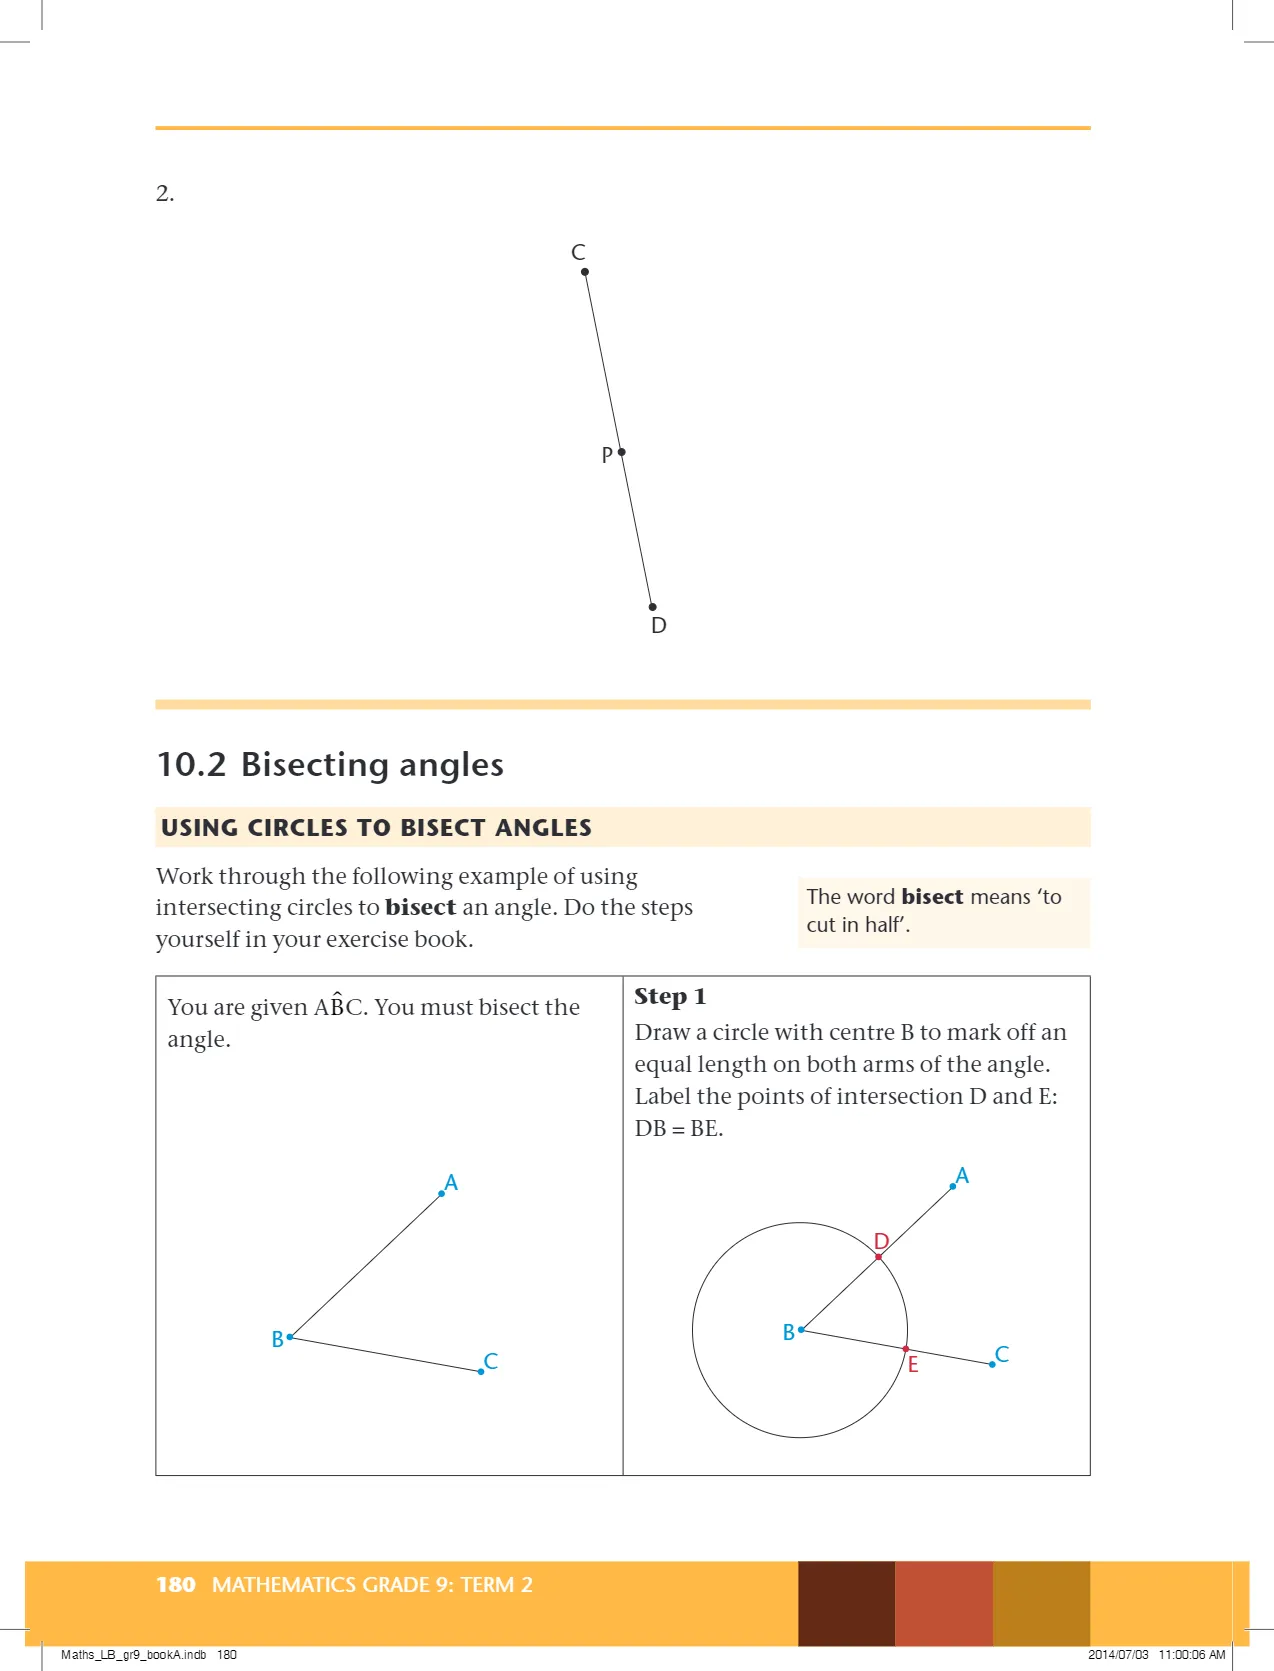 2.
C
P
D
10.2 Bisecting angles
USING CIRCLES TO BISECT ANGLES
Work through the following example of using
intersecting circles to bisect an angle. Do the steps
yourself in your exercise book.
The word bisect means ‘to
cut in half’.
You are given AB̂C. You must bisect the
angle.
A
B
C
Step 1
Draw a circle with centre B to mark off an
equal length on both arms of the angle.
Label the points of intersection D and E:
DB = BE.
A
D
B
E
C
180 MATHEMATICS GRADE 9: TERM 2
Maths_LB_gr9_bookA.indb 180
2014/07/03 11:00:06 AM